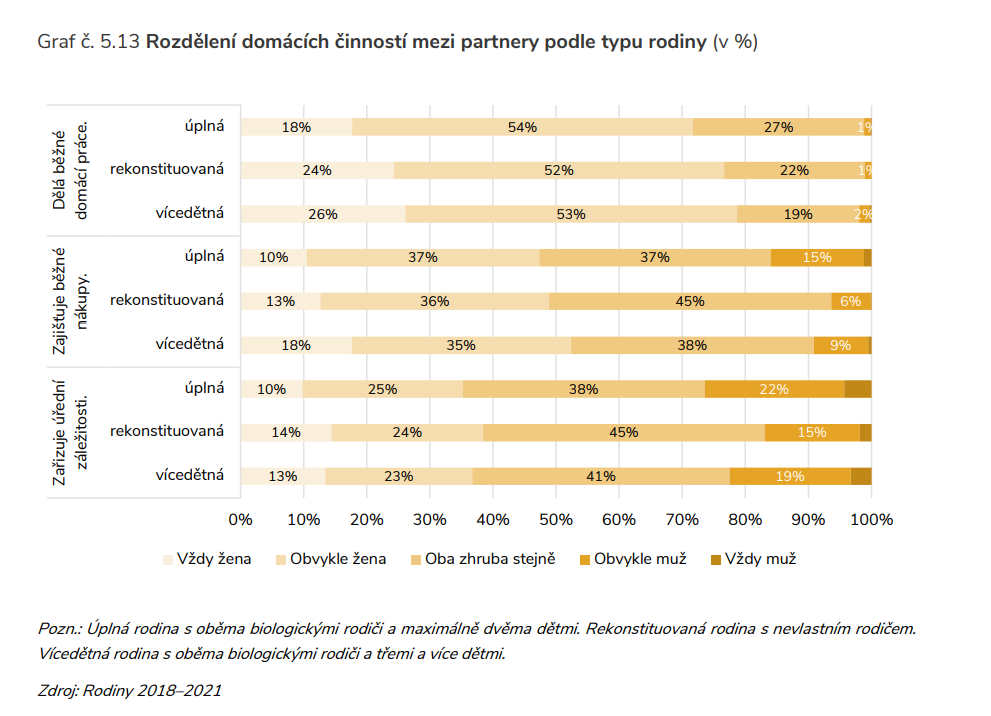 Graf č. 5.13 Rozdělení domácích činností mezi partnery podle typu rodiny (v %)
Dělá běžné
domácí práce.
úplná
18%
54%
27%
1%
rekonstituovaná
24%
52%
22%
1%
vícedětná
26%
53%
19%
2%
Zajišťuje běžné
nákupy.
úplná
10%
37%
37%
15%
rekonstituovaná
13%
36%
45%
6%
vícedětná
18%
35%
38%
9%
Zařizuje úřední
záležitosti.
úplná
10%
25%
38%
22%
rekonstituovaná
14%
24%
45%
15%
vícedětná
13%
23%
41%
19%
0% 10% 20% 30% 40% 50% 60% 70% 80% 90% 100%
Vždy žena Obvykle žena Oba zhruba stejně Obvykle muž Vždy muž
Pozn.: Úplná rodina s oběma biologickými rodiči a maximálně dvěma dětmi. Rekonstituovaná rodina s nevlastním rodičem.
Vícedětná rodina s oběma biologickými rodiči a třemi a více dětmi.
Zdroj: Rodiny 2018–2021